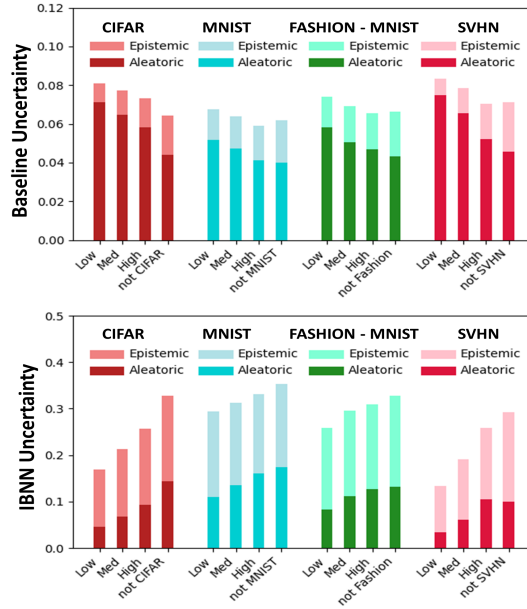 Baseline Uncertainty
0.12
0.10
0.08
0.06
0.04
0.02
0.00
CIFAR MNIST FASHION - MNIST SVHN
Epistemic Epistemic Epistemic Epistemic
Aleatoric Aleatoric Aleatoric Aleatoric
Low Med High not CIFAR Low Med High not MNIST Low Med High not Fashion Low Med High not SVHN
IBNN Uncertainty
0.5
0.4
0.3
0.2
0.1
0.0
CIFAR MNIST FASHION - MNIST SVHN
Epistemic Epistemic Epistemic Epistemic
Aleatoric Aleatoric Aleatoric Aleatoric
Low Med High not CIFAR Low Med High not MNIST Low Med High not Fashion Low Med High not SVHN